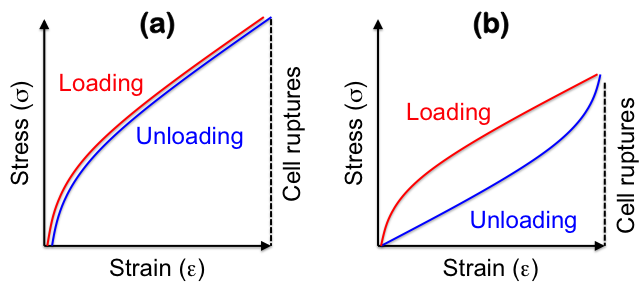 (a)
Loading
Unloading
Stress (σ)
Strain (ε)
Cell ruptures
(b)
Loading
Unloading
Stress (σ)
Strain (ε)
Cell ruptures